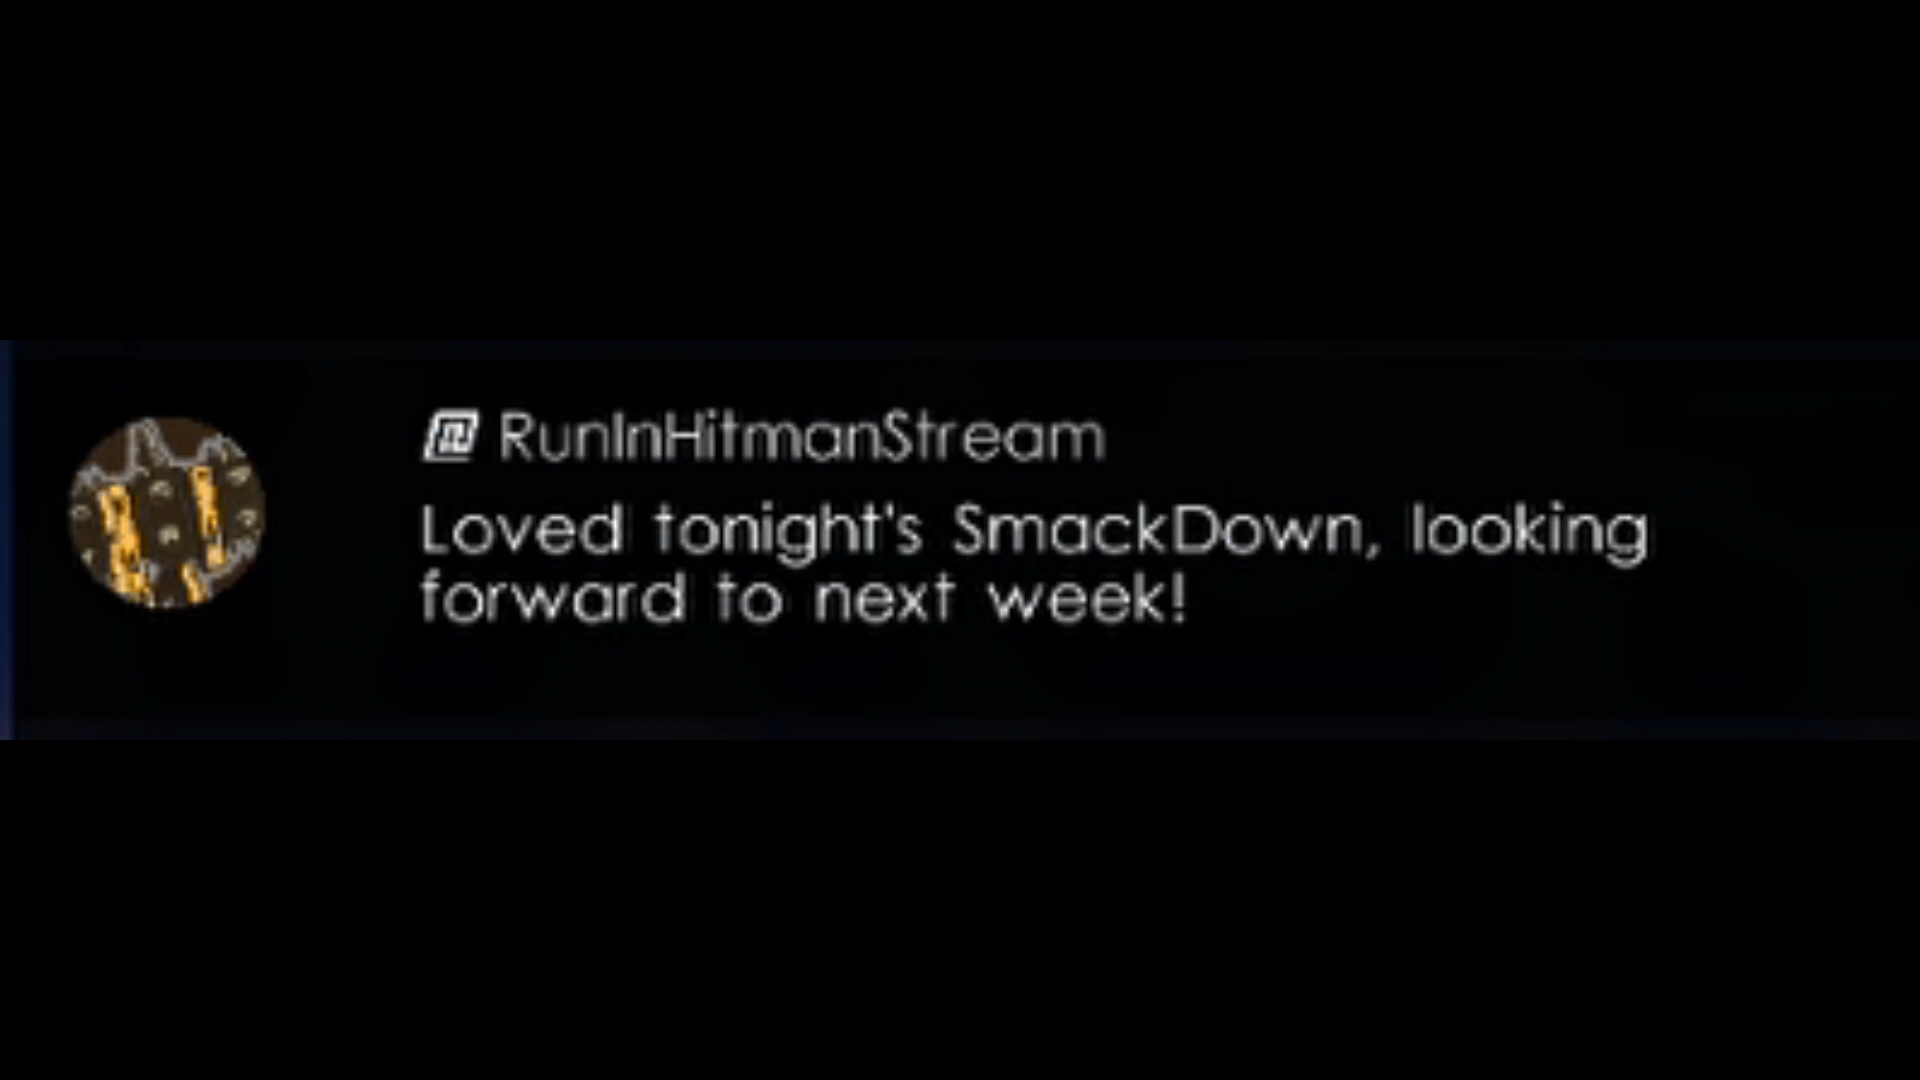 @ RunInHitmanStream
Loved tonight's SmackDown, looking
forward to next week!